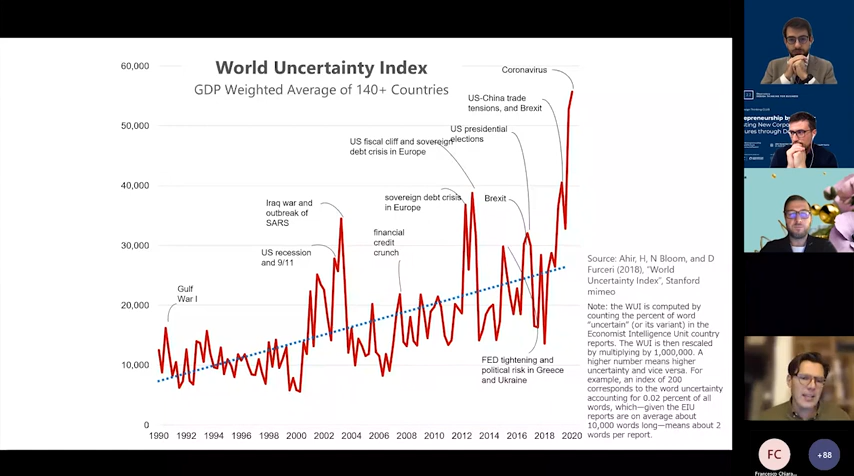 World Uncertainty Index
GDP Weighted Average of 140+ Countries
60,000
50,000
40,000
30,000
20,000
10,000
0
1990
1992
1994
1996
1998
2000
2002
2004
2006
2008
2010
2012
2014
2016
2018
2020
Gulf
War I
US recession
and 9/11
Iraq war and
outbreak of
SARS
financial
credit
crunch
US fiscal cliff and sovereign
debt crisis in Europe
sovereign debt crisis
in Europe
US presidential
elections
Brexit
US-China trade
tensions, and Brexit
Coronavirus
FED tightening and
political risk in Greece
and Ukraine
Source: Ahir, H, N Bloom, and D
Furceri (2018), "World
Uncertainty Index", Stanford
mimeo
Note: the WUI is computed by
counting the percent of word
"uncertain" (or its variant) in the
Economist Intelligence Unit country
reports. The WUI is then rescaled
by multiplying by 1,000,000. A
higher number means higher
uncertainty and vice versa. For
example, an index of 200
corresponds to the word uncertainty
accounting for 0.02 percent of all
words, which—given the EIU
reports are on average about
10,000 words long—means about 2
words per report.
epreneurship by
ting New Corpo
ures through D
FC
Francesco Chiara...
+88